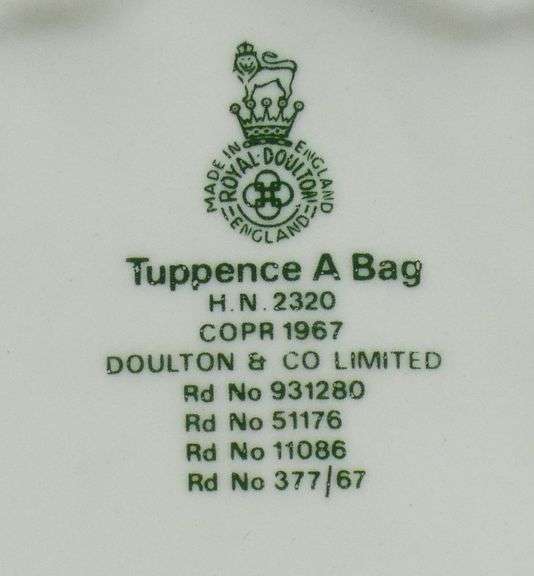 MADE IN ENGLAND
ROYAL·DOULTON
ENGLAND
Tuppence A Bag
H.N. 2320
COPR 1967
DOULTON & CO LIMITED
Rd No 931280
Rd No 51176
Rd No 11086
Rd No 377/67